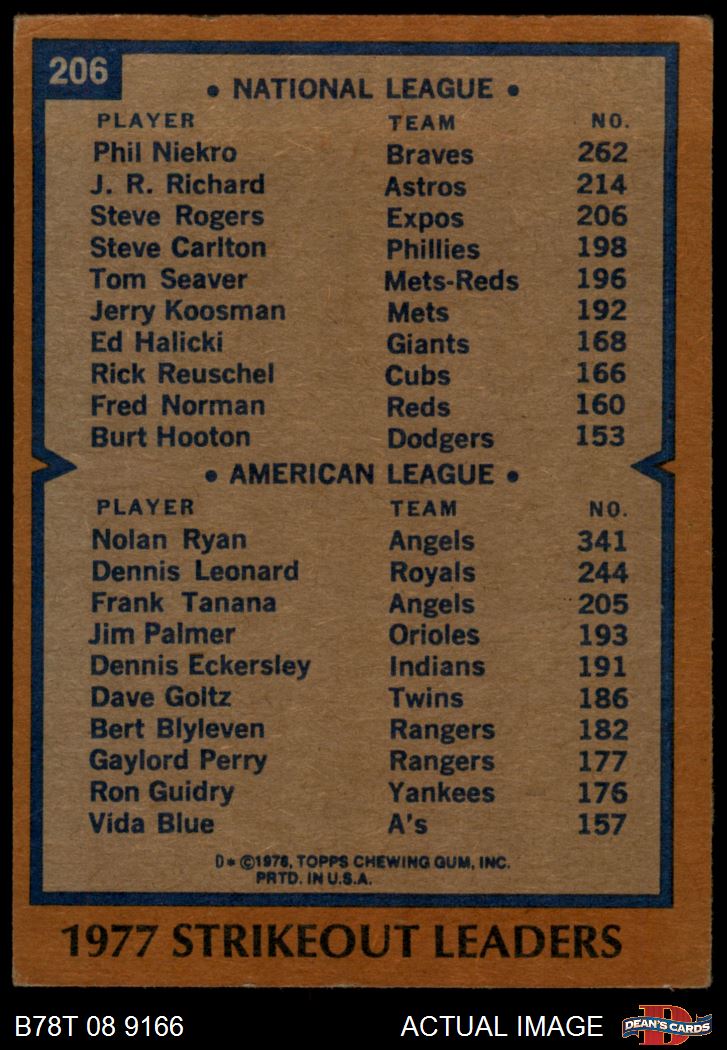 206
• NATIONAL LEAGUE •
PLAYER TEAM NO.
Phil Niekro Braves 262
J. R. Richard Astros 214
Steve Rogers Expos 206
Steve Carlton Phillies 198
Tom Seaver Mets-Reds 196
Jerry Koosman Mets 192
Ed Halicki Giants 168
Rick Reuschel Cubs 166
Fred Norman Reds 160
Burt Hooton Dodgers 153
• AMERICAN LEAGUE •
PLAYER TEAM NO.
Nolan Ryan Angels 341
Dennis Leonard Royals 244
Frank Tanana Angels 205
Jim Palmer Orioles 193
Dennis Eckersley Indians 191
Dave Goltz Twins 186
Bert Blyleven Rangers 182
Gaylord Perry Rangers 177
Ron Guidry Yankees 176
Vida Blue A's 157
D* ©1978, TOPPS CHEWING GUM, INC.
PRTD. IN U.S.A.
1977 STRIKEOUT LEADERS
B78T 08 9166 ACTUAL IMAGE D DEAN'S CARDS